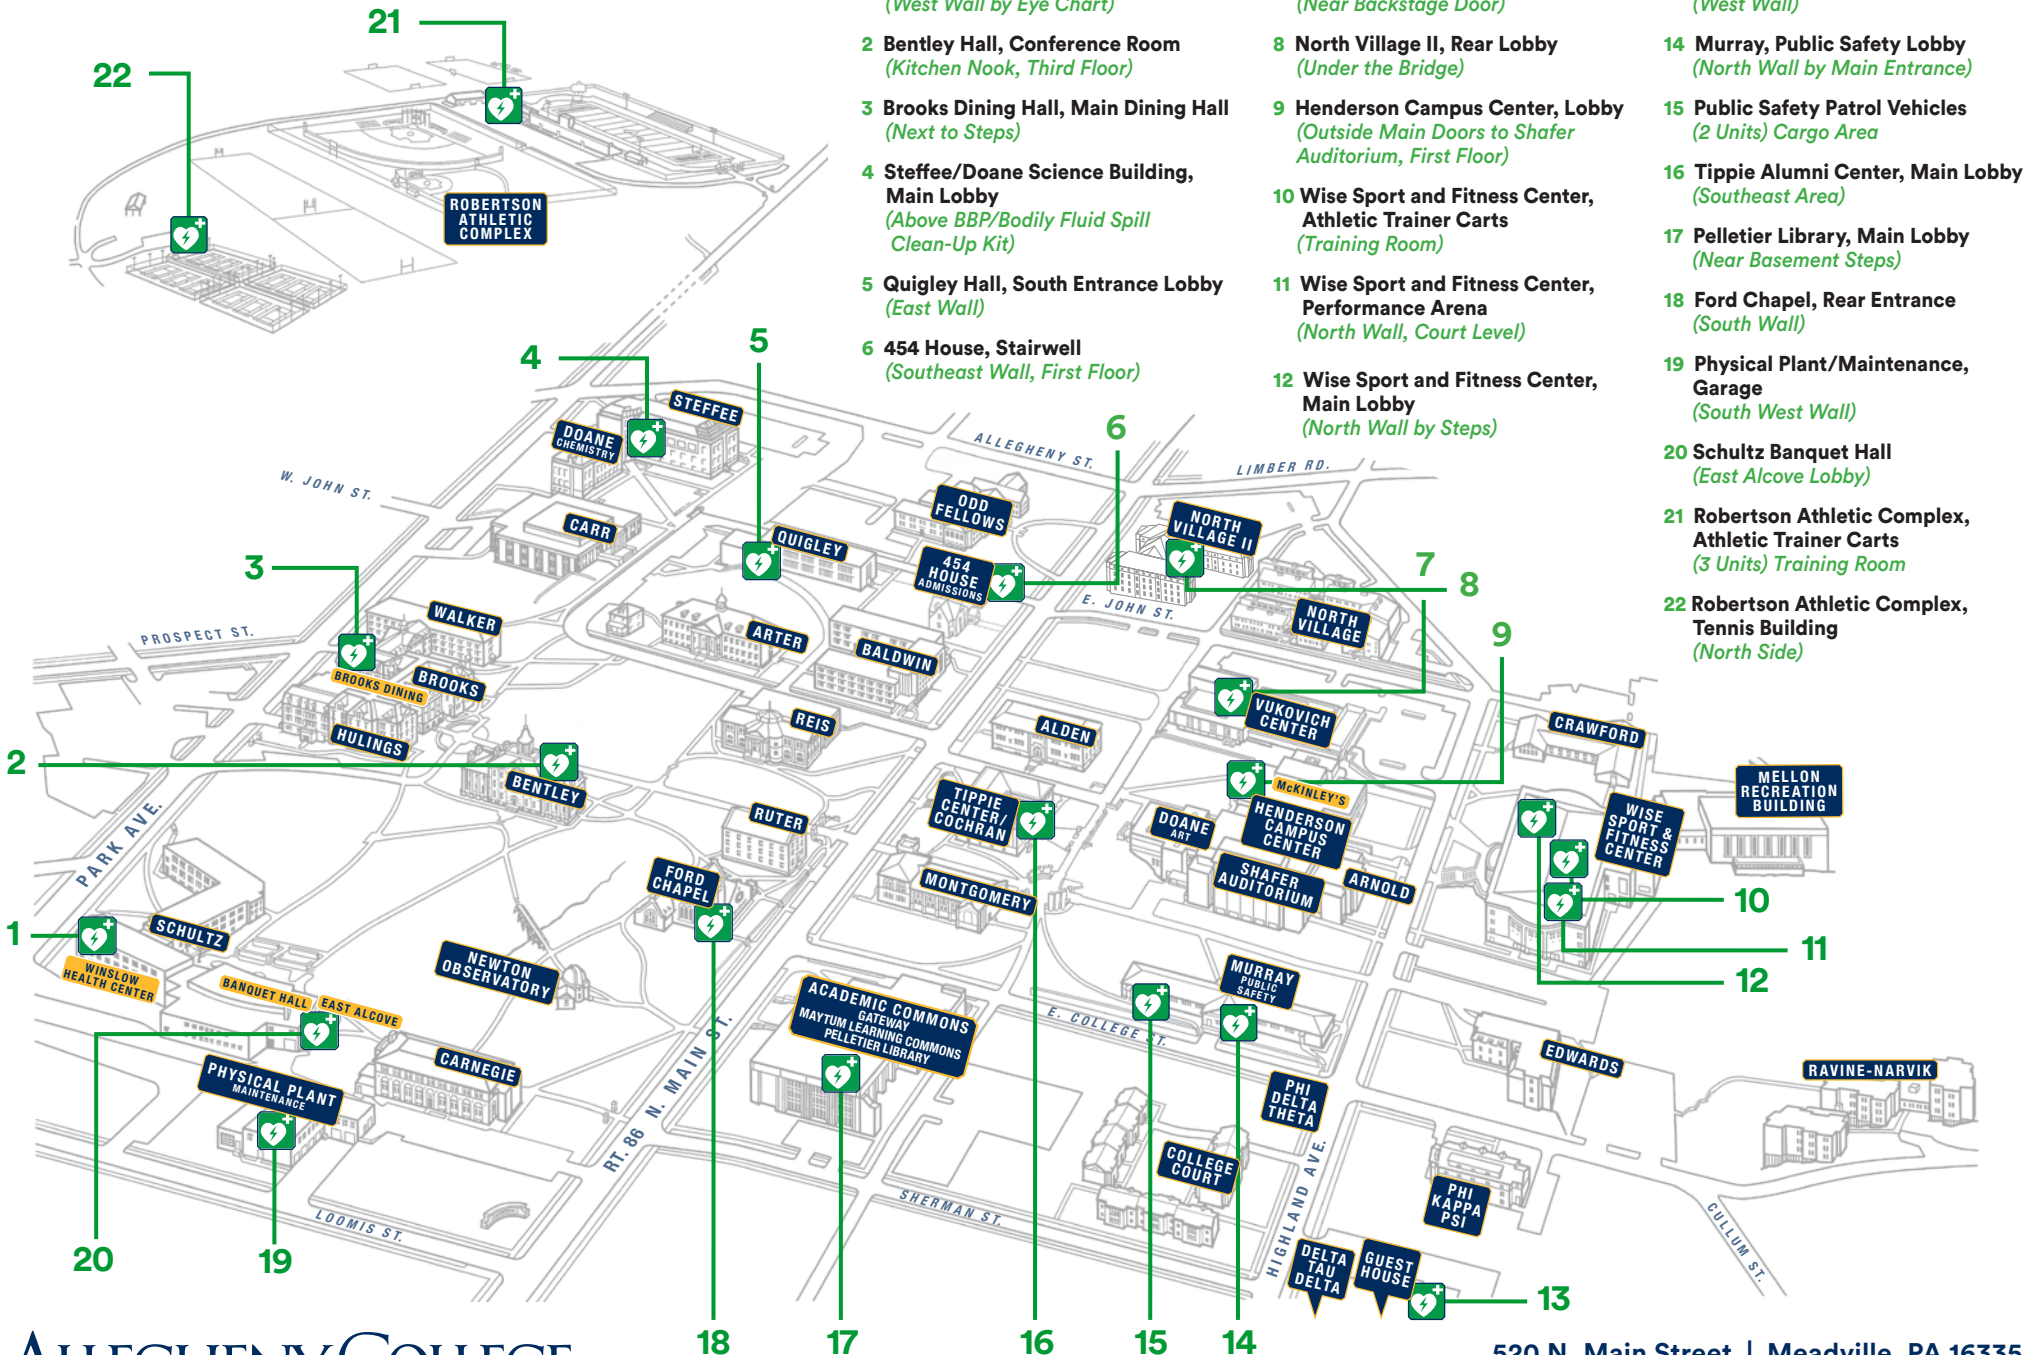 (West Wall by Eye Chart)
2 Bentley Hall, Conference Room
(Kitchen Nook, Third Floor)
3 Brooks Dining Hall, Main Dining Hall
(Next to Steps)
4 Steffee/Doane Science Building,
Main Lobby
(Above BBP/Bodily Fluid Spill
Clean-Up Kit)
5 Quigley Hall, South Entrance Lobby
(East Wall)
6 454 House, Stairwell
(Southeast Wall, First Floor)
(Near Backstage Door)
8 North Village II, Rear Lobby
(Under the Bridge)
9 Henderson Campus Center, Lobby
(Outside Main Doors to Shafer
Auditorium, First Floor)
10 Wise Sport and Fitness Center,
Athletic Trainer Carts
(Training Room)
11 Wise Sport and Fitness Center,
Performance Arena
(North Wall, Court Level)
12 Wise Sport and Fitness Center,
Main Lobby
(North Wall by Steps)
(West Wall)
14 Murray, Public Safety Lobby
(North Wall by Main Entrance)
15 Public Safety Patrol Vehicles
(2 Units) Cargo Area
16 Tippie Alumni Center, Main Lobby
(Southeast Area)
17 Pelletier Library, Main Lobby
(Near Basement Steps)
18 Ford Chapel, Rear Entrance
(South Wall)
19 Physical Plant/Maintenance,
Garage
(South West Wall)
20 Schultz Banquet Hall
(East Alcove Lobby)
21 Robertson Athletic Complex,
Athletic Trainer Carts
(3 Units) Training Room
22 Robertson Athletic Complex,
Tennis Building
(North Side)
21
22
ROBERTSON
ATHLETIC
COMPLEX
4
5
6
STEFFEE
DOANE
CHEMISTRY
ALLEGHENY ST.
LIMBER RD.
W. JOHN ST.
CARR
QUIGLEY
ODD
FELLOWS
NORTH
VILLAGE II
454
HOUSE
ADMISSIONS
3
7
8
E. JOHN ST.
NORTH
VILLAGE
9
WALKER
PROSPECT ST.
ARTER
BALDWIN
BROOKS DINING
BROOKS
HULINGS
REIS
ALDEN
VUKOVICH
CENTER
CRAWFORD
2
BENTLEY
McKINLEY'S
MELLON
RECREATION
BUILDING
PARK AVE.
RUTER
TIPPIE
CENTER/
COCHRAN
DOANE
ART
HENDERSON
CAMPUS
CENTER
WISE
SPORT &
FITNESS
CENTER
FORD
CHAPEL
MONTGOMERY
SHAFER
AUDITORIUM
ARNOLD
10
1
SCHULTZ
11
WINSLOW
HEALTH CENTER
NEWTON
OBSERVATORY
12
BANQUET HALL
EAST ALCOVE
MURRAY
PUBLIC
SAFETY
ACADEMIC COMMONS
GATEWAY
MAYTUM LEARNING COMMONS
PELLETIER LIBRARY
E. COLLEGE ST.
CARNEGIE
EDWARDS
RAVINE-NARVIK
PHYSICAL PLANT
MAINTENANCE
RT. 86 N. MAIN ST.
PHI
DELTA
THETA
COLLEGE
COURT
HIGHLAND AVE.
PHI
KAPPA
PSI
SHERMAN ST.
LOOMIS ST.
CULLUM ST.
20
19
DELTA
TAU
DELTA
GUEST
HOUSE
13
18
17
16
15
14
ALLEGHENY COLLEGE
520 N. Main Street | Meadville, PA 16335